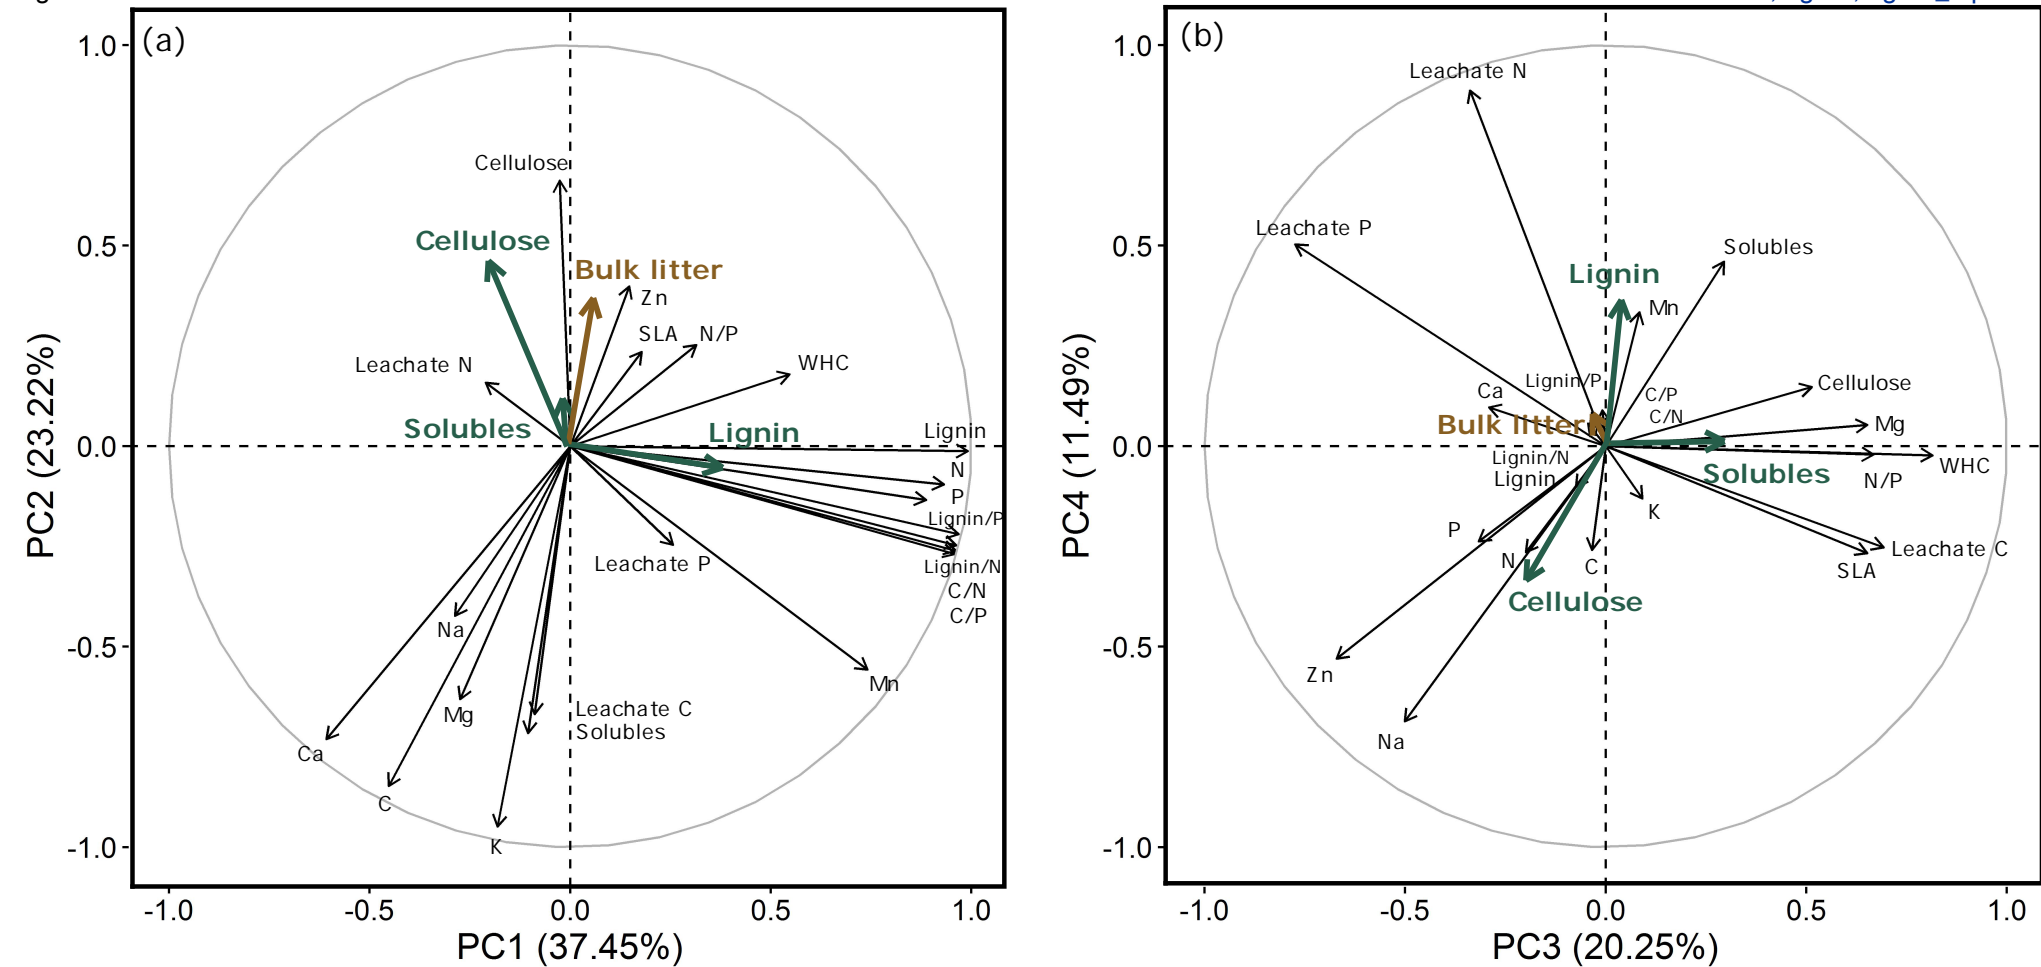 (a)
1.0
0.5
0.0
-0.5
-1.0
PC2 (23.22%)
Cellulose
Cellulose
Bulk litter
Zn
SLA
N/P
Leachate N
WHC
Solubles
Lignin
Lignin
N
P
Lignin/P
Leachate P
Lignin/N
C/N
C/P
Na
Mn
Mg
Leachate C
Solubles
Ca
C
K
-1.0
-0.5
0.0
0.5
1.0
PC1 (37.45%)
(b)
1.0
0.5
0.0
-0.5
-1.0
PC4 (11.49%)
Leachate N
Leachate P
Solubles
Lignin
Mn
Lignin/P
Ca
C/P
Cellulose
C/N
Bulk litter
Mg
Lignin/N
Solubles
WHC
Lignin
N/P
K
P
Leachate C
N
C
SLA
Cellulose
Zn
Na
-1.0
-0.5
0.0
0.5
1.0
PC3 (20.25%)